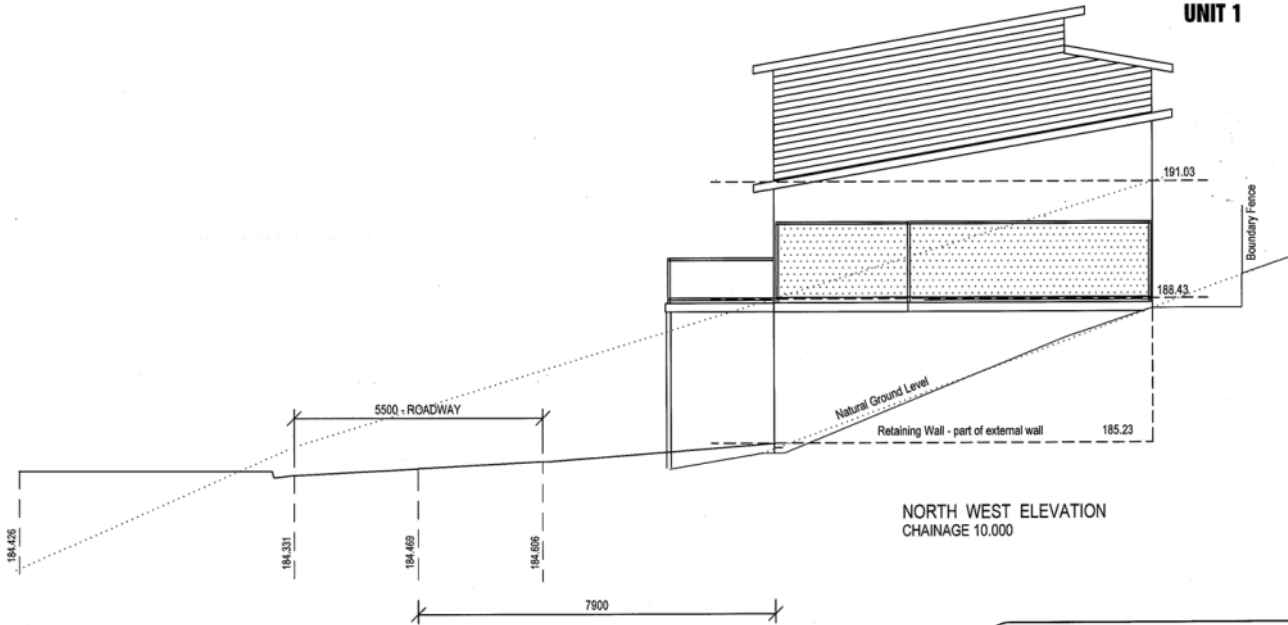 UNIT 1
191.03
Boundary Fence
188.43
Natural Ground Level
5500 - ROADWAY
Retaining Wall - part of external wall
185.23
NORTH WEST ELEVATION
CHAINAGE 10.000
184.426
184.331
184.469
184.606
7900